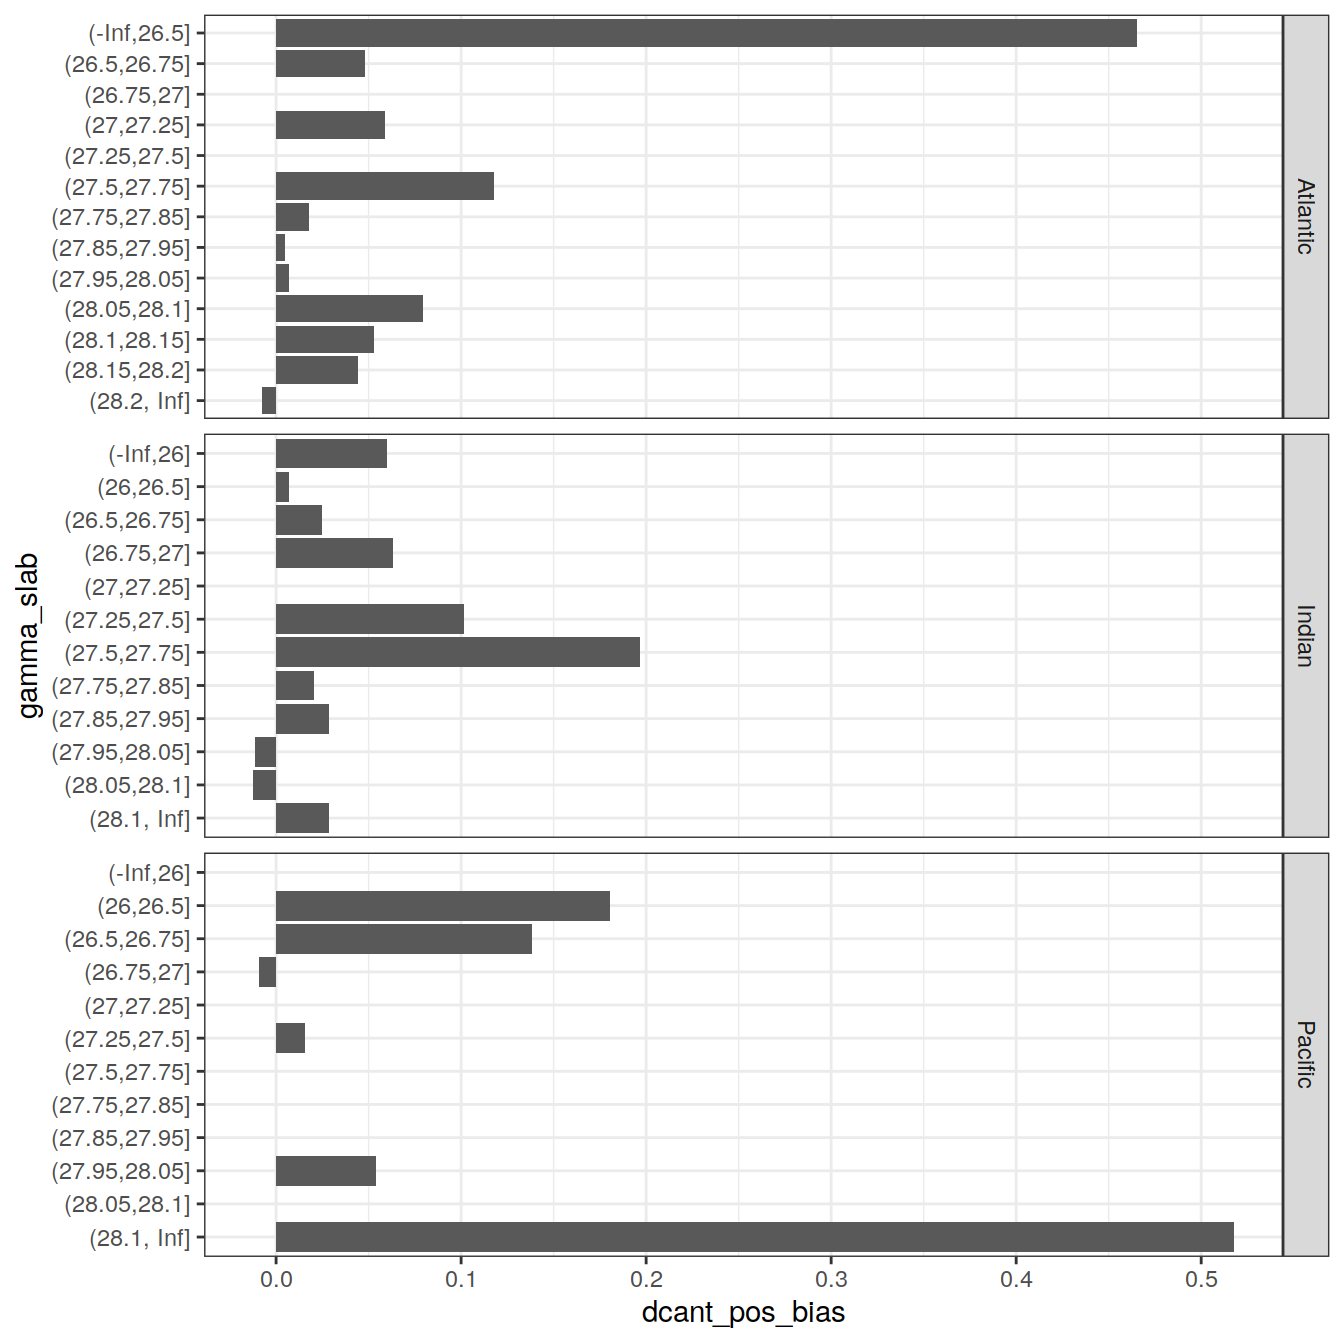 (-Inf,26.5]
(26.5,26.75]
(26.75,27]
(27,27.25]
(27.25,27.5]
(27.5,27.75]
(27.75,27.85]
(27.85,27.95]
(27.95,28.05]
(28.05,28.1]
(28.1,28.15]
(28.15,28.2]
(28.2, Inf]
Atlantic
(-Inf,26]
(26,26.5]
(26.5,26.75]
(26.75,27]
(27,27.25]
(27.25,27.5]
(27.5,27.75]
(27.75,27.85]
(27.85,27.95]
(27.95,28.05]
(28.05,28.1]
(28.1, Inf]
Indian
gamma_slab
(-Inf,26]
(26,26.5]
(26.5,26.75]
(26.75,27]
(27,27.25]
(27.25,27.5]
(27.5,27.75]
(27.75,27.85]
(27.85,27.95]
(27.95,28.05]
(28.05,28.1]
(28.1, Inf]
Pacific
0.0 0.1 0.2 0.3 0.4 0.5
dcant_pos_bias